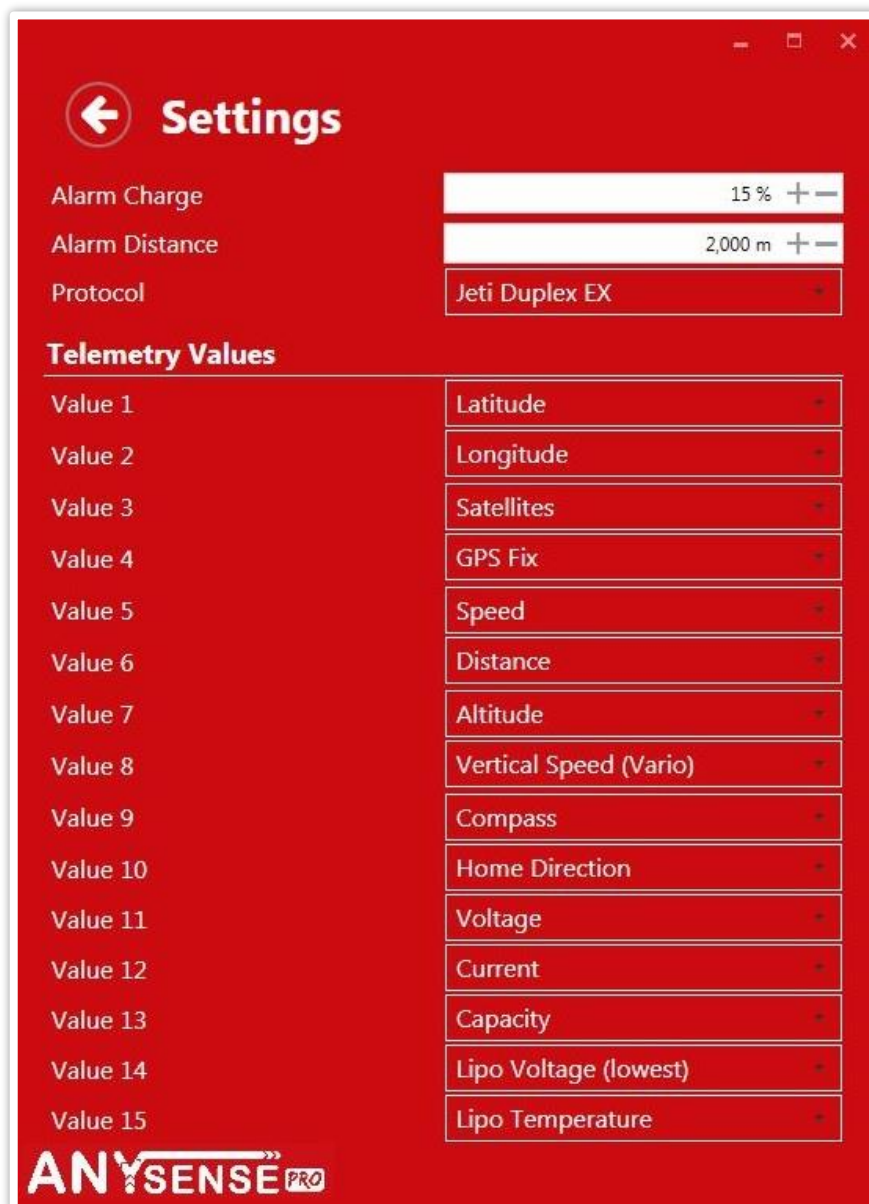 Settings
Alarm Charge 15 %
Alarm Distance 2,000 m
Protocol Jeti Duplex EX
Telemetry Values
Value 1 Latitude
Value 2 Longitude
Value 3 Satellites
Value 4 GPS Fix
Value 5 Speed
Value 6 Distance
Value 7 Altitude
Value 8 Vertical Speed (Vario)
Value 9 Compass
Value 10 Home Direction
Value 11 Voltage
Value 12 Current
Value 13 Capacity
Value 14 Lipo Voltage (lowest)
Value 15 Lipo Temperature
ANYSENSE PRO